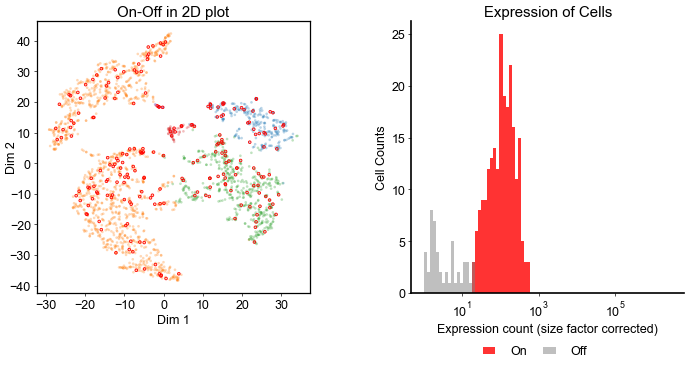 On-Off in 2D plot
Dim 2
40
30
20
10
0
−10
−20
−30
−40
−30 −20 −10 0 10 20 30
Dim 1
Expression of Cells
Cell Counts
25
20
15
10
5
0
10^1 10^3 10^5
Expression count (size factor corrected)
On Off